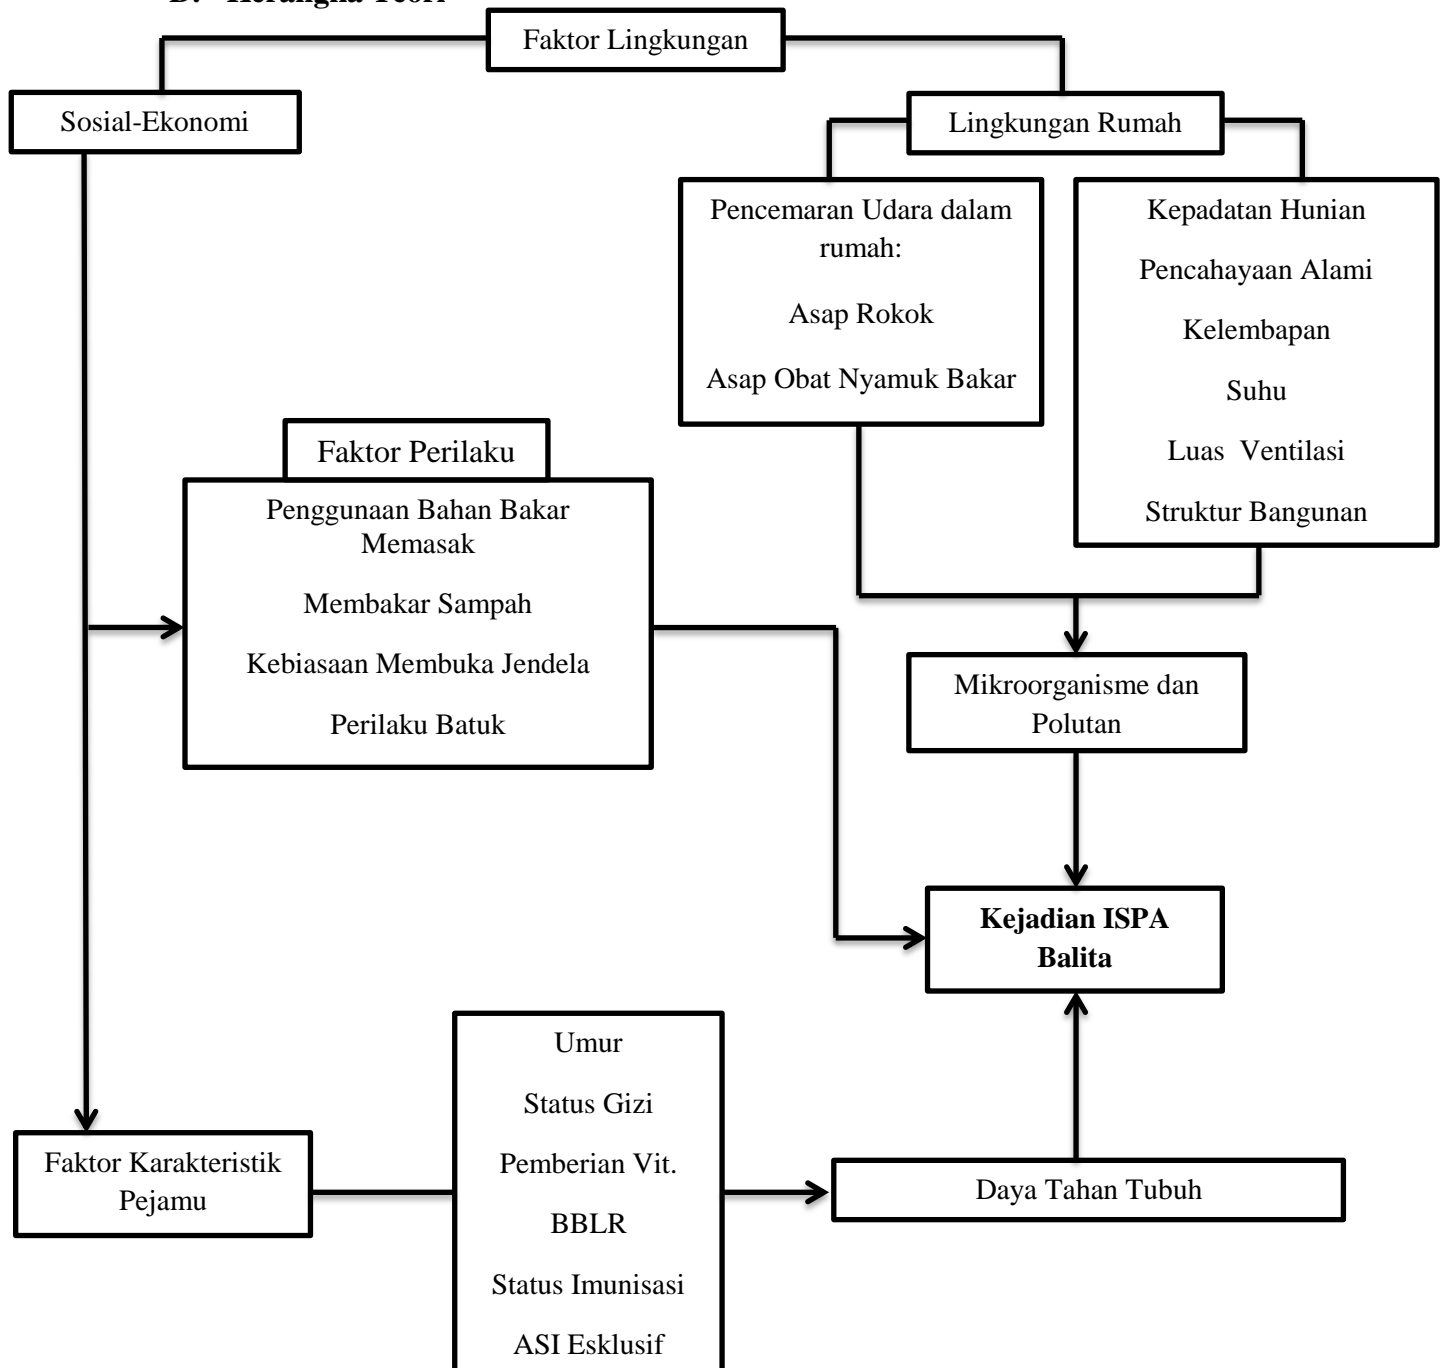 Faktor Lingkungan
Sosial-Ekonomi
Lingkungan Rumah
Pencemaran Udara dalam
rumah:
Asap Rokok
Asap Obat Nyamuk Bakar
Kepadatan Hunian
Pencahayaan Alami
Kelembapan
Suhu
Luas Ventilasi
Struktur Bangunan
Faktor Perilaku
Penggunaan Bahan Bakar
Memasak
Membakar Sampah
Kebiasaan Membuka Jendela
Perilaku Batuk
Mikroorganisme dan
Polutan
Kejadian ISPA
Balita
Faktor Karakteristik
Pejamu
Umur
Status Gizi
Pemberian Vit.
BBLR
Status Imunisasi
ASI Esklusif
Daya Tahan Tubuh